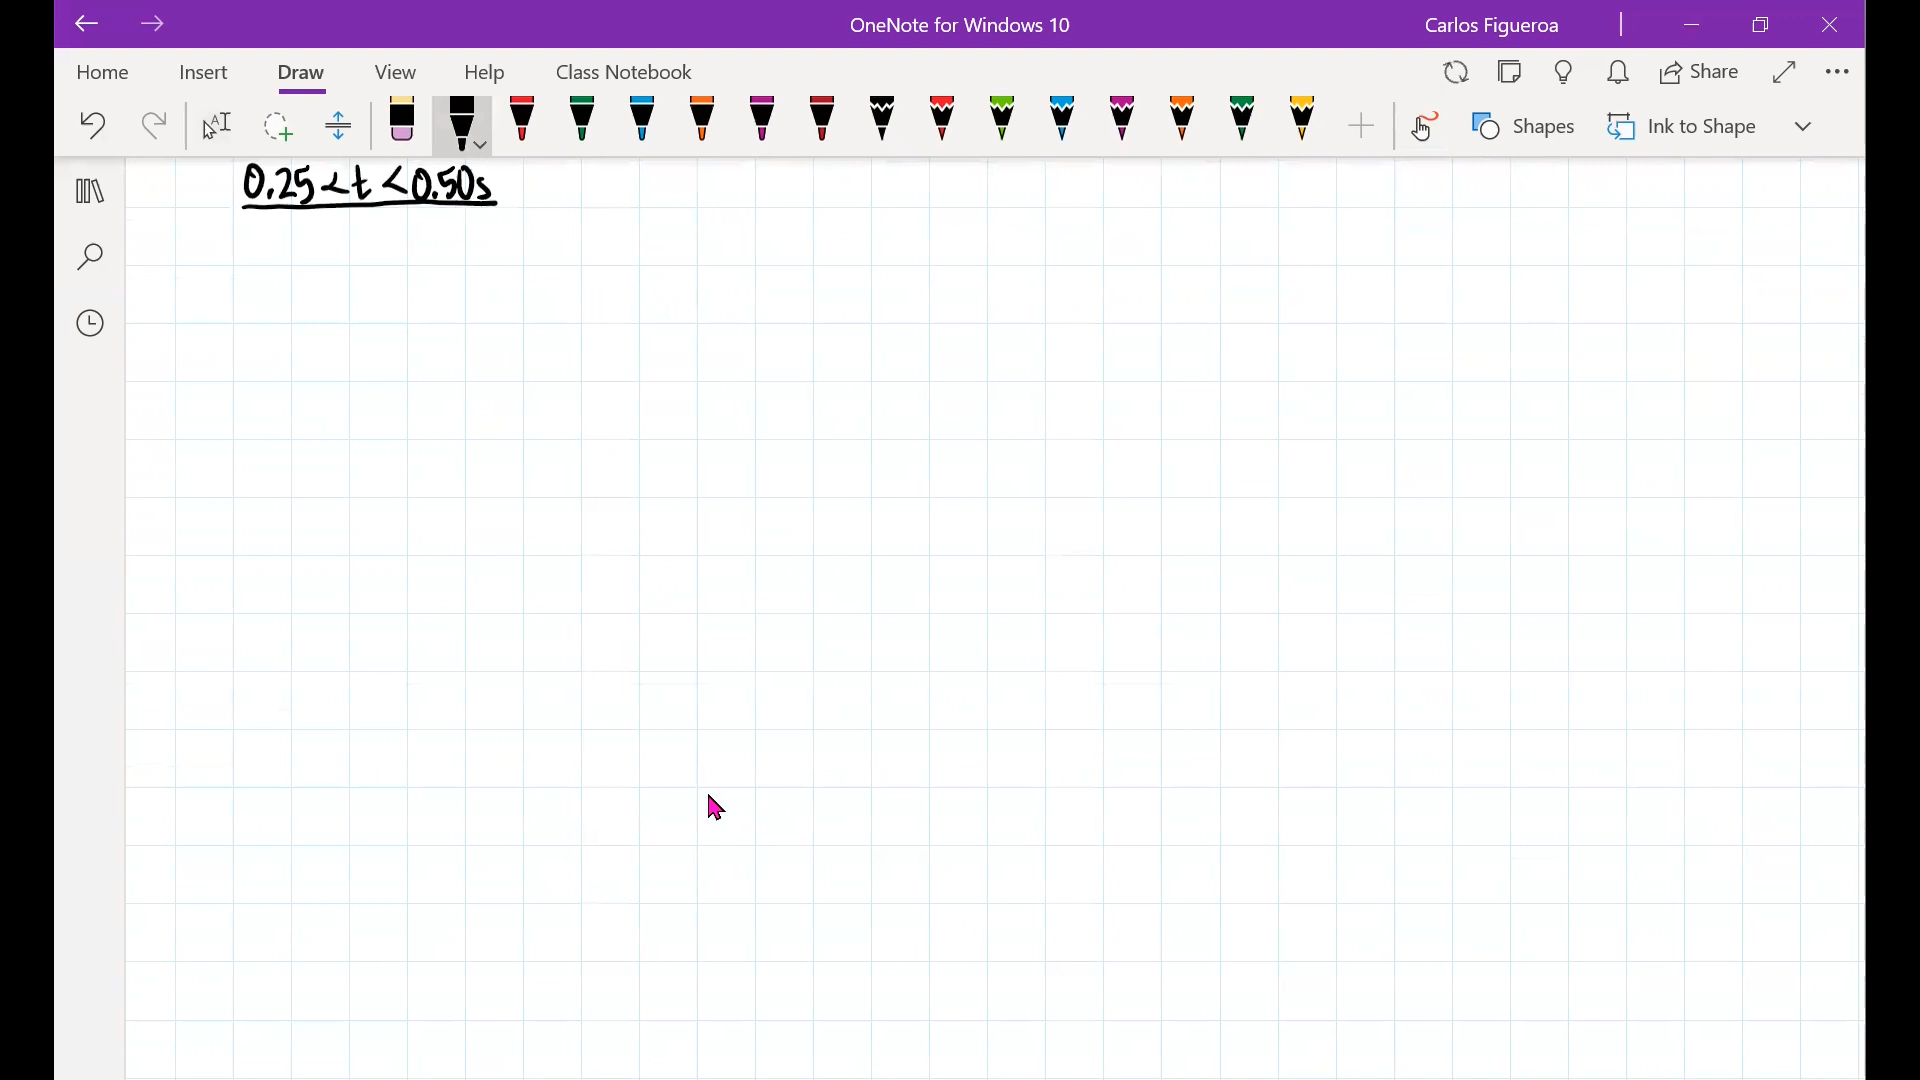 OneNote for Windows 10
Carlos Figueroa
Home Insert Draw View Help Class Notebook
Share
Shapes
Ink to Shape
0.25<t<0.50s